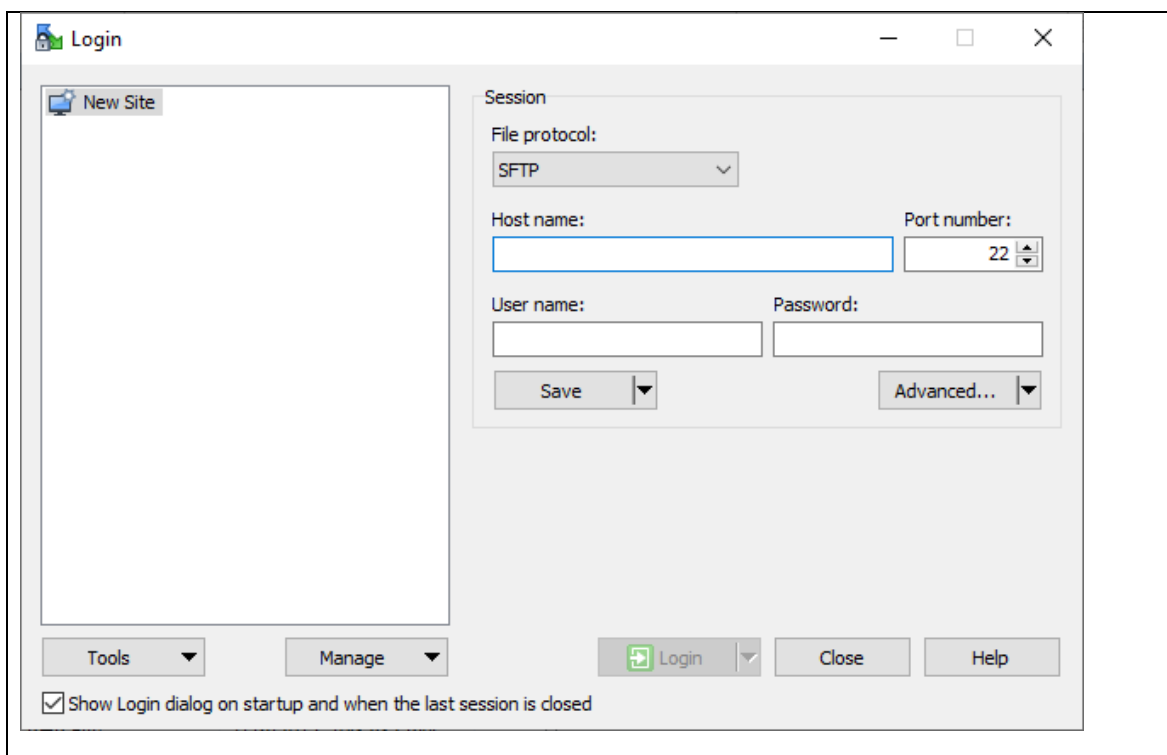 Login
New Site
Session
File protocol:
SFTP
Host name: Port number:
22
User name: Password:
Save Advanced...
Tools Manage Login Close Help
Show Login dialog on startup and when the last session is closed